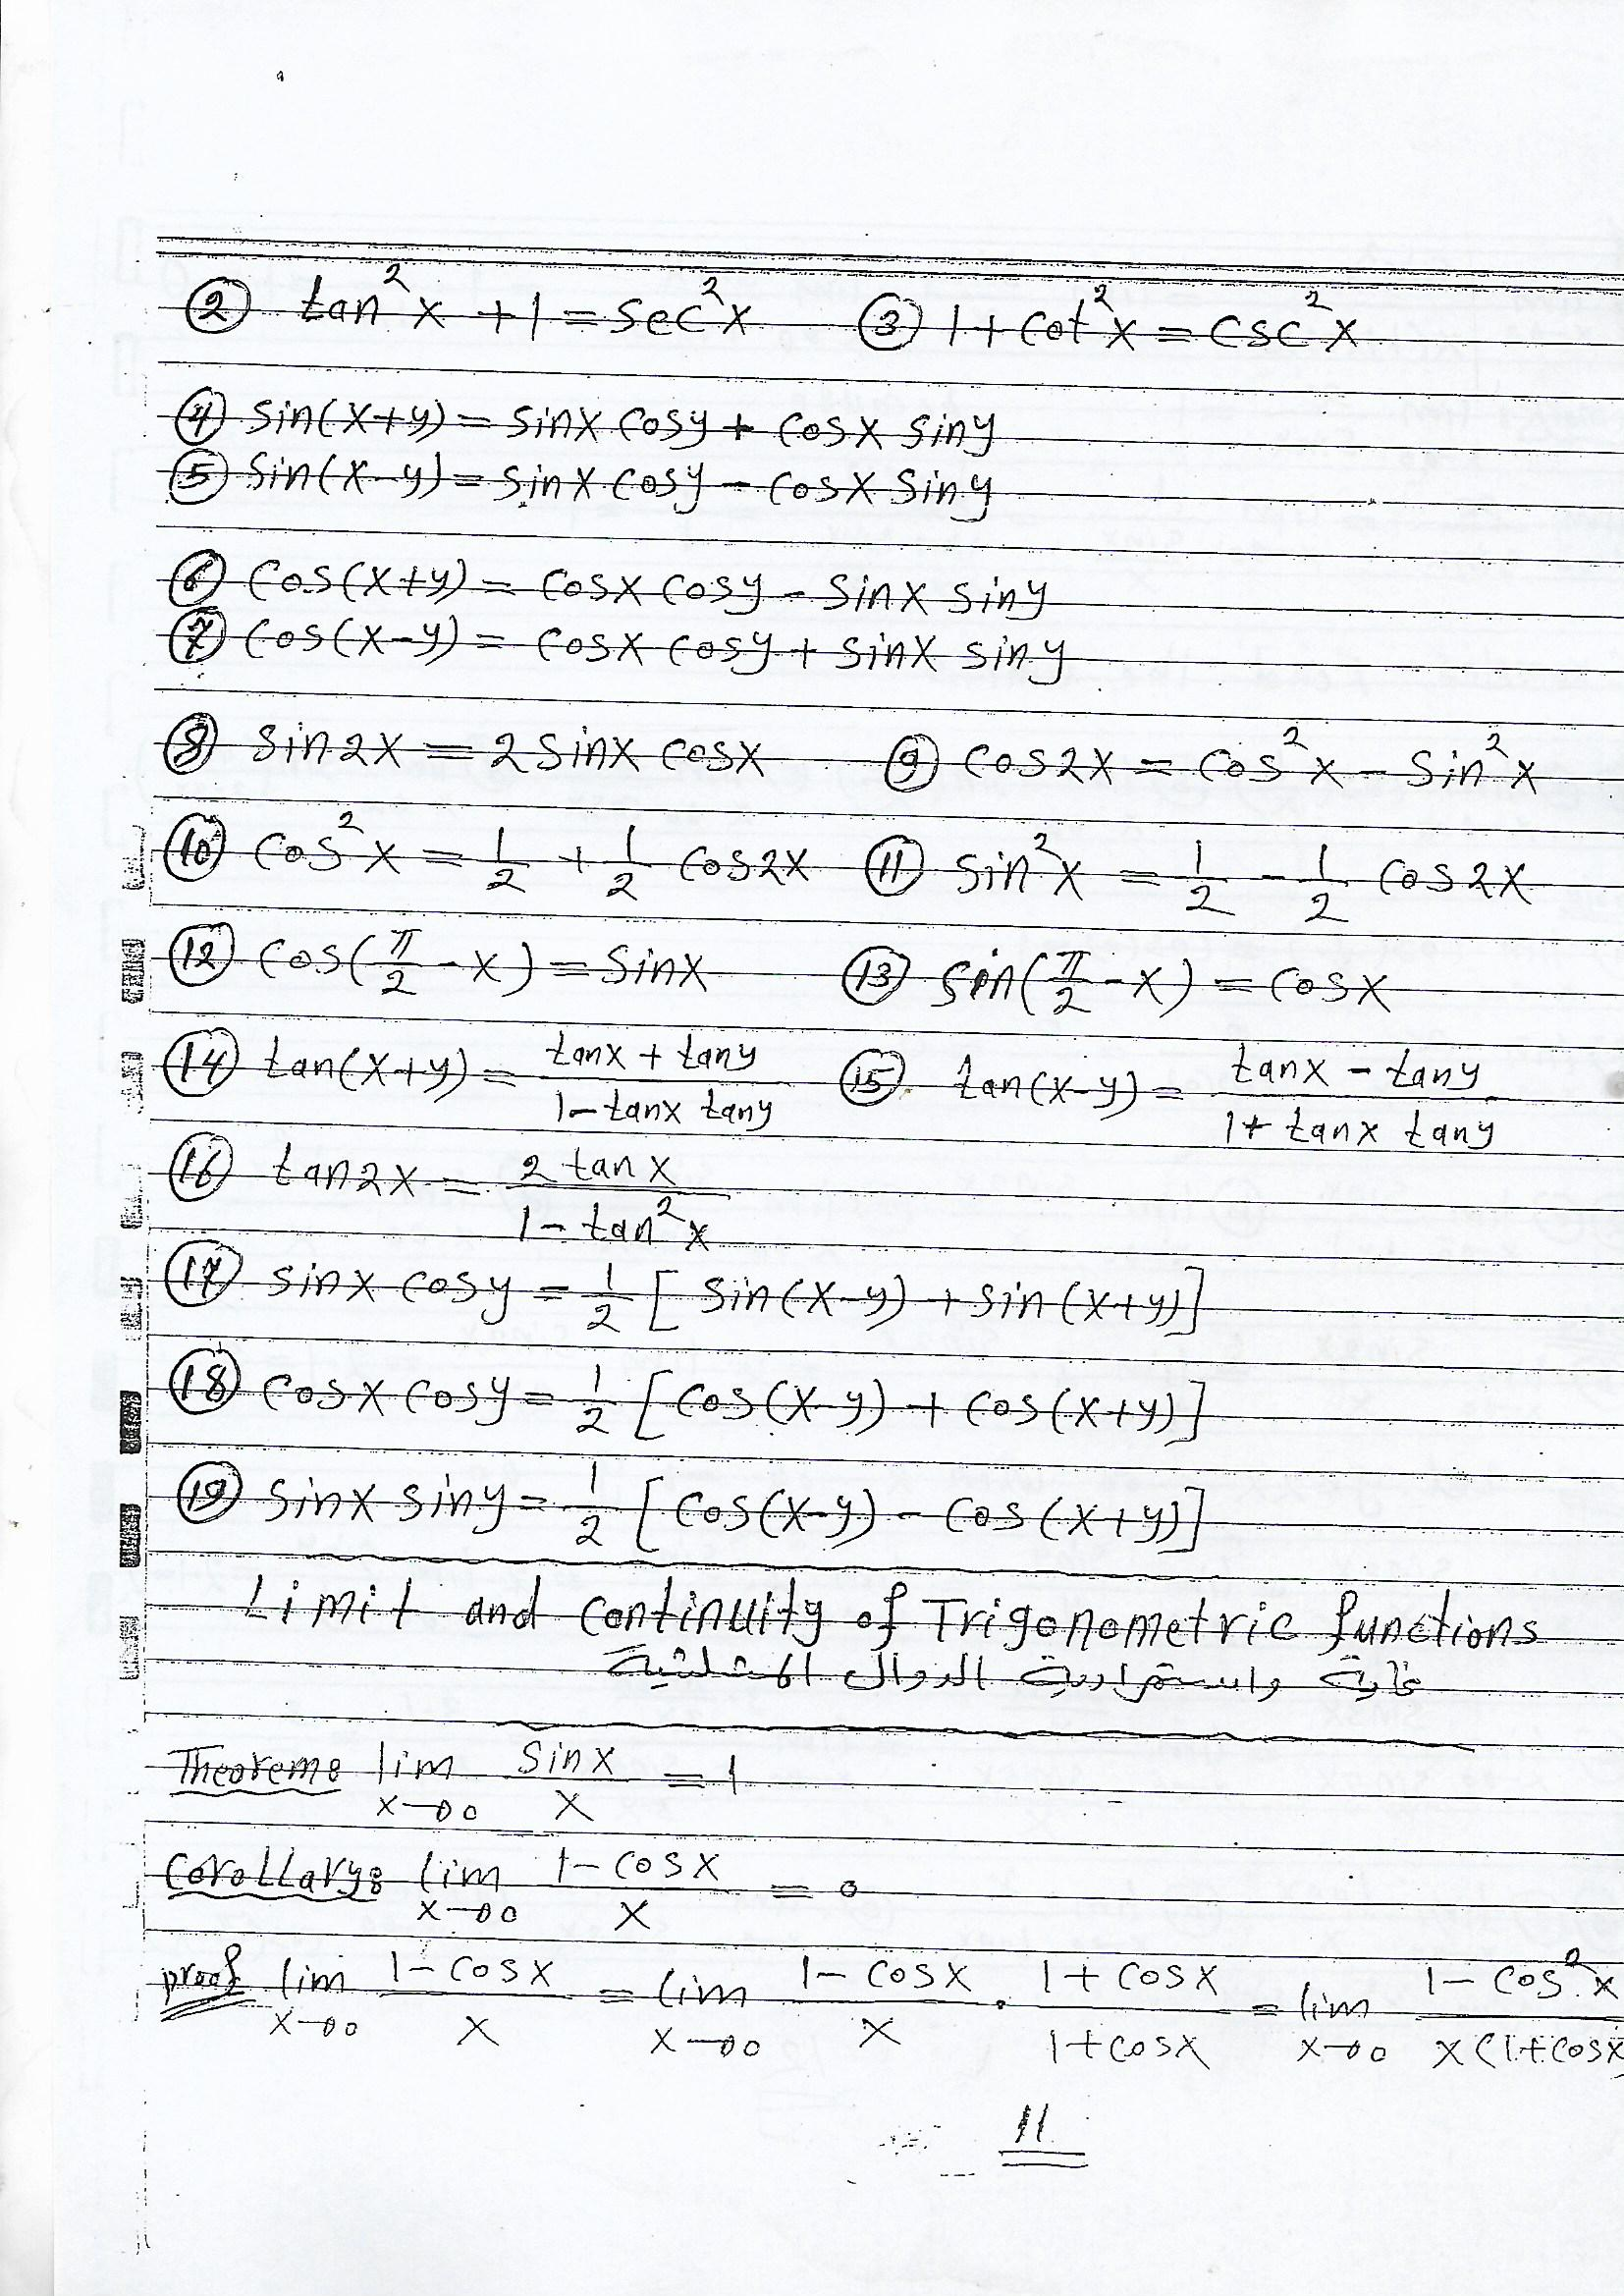 ② tan²x + 1 = sec²x ③ 1 + cot²x = csc²x
④ sin(x+y) = sinx cosy + cosx siny
⑤ sin(x-y) = sinx cosy - cosx siny
⑥ cos(x+y) = cosx cosy - sinx siny
⑦ cos(x-y) = cosx cosy + sinx siny
⑧ sin2x = 2 sinx cosx ⑨ cos2x = cos²x - sin²x
⑩ cos²x = 1/2 + 1/2 cos2x ⑪ sin²x = 1/2 - 1/2 cos2x
⑫ cos(π/2 - x) = sinx ⑬ sin(π/2 - x) = cosx
⑭ tan(x+y) = (tanx + tany)/(1 - tanx tany) ⑮ tan(x-y) = (tanx - tany)/(1 + tanx tany)
⑯ tan2x = (2 tanx)/(1 - tan²x)
⑰ sinx cosy = 1/2 [sin(x-y) + sin(x+y)]
⑱ cosx cosy = 1/2 [cos(x-y) + cos(x+y)]
⑲ sinx siny = 1/2 [cos(x-y) - cos(x+y)]
Limit and continuity of Trigonometric functions
غاية واستمرارية الدوال المثلثية
Theorem: lim x→0 sinx/x = 1
Corollary: lim x→0 (1 - cosx)/x = 0
proof lim x→0 (1 - cosx)/x = lim x→0 (1 - cosx)/x · (1 + cosx)/(1 + cosx) = lim x→0 (1 - cos²x)/(x(1 + cosx)
11